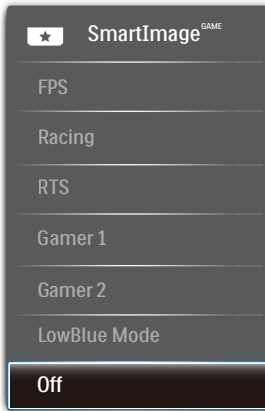 SmartImage GAME
FPS
Racing
RTS
Gamer 1
Gamer 2
LowBlue Mode
Off